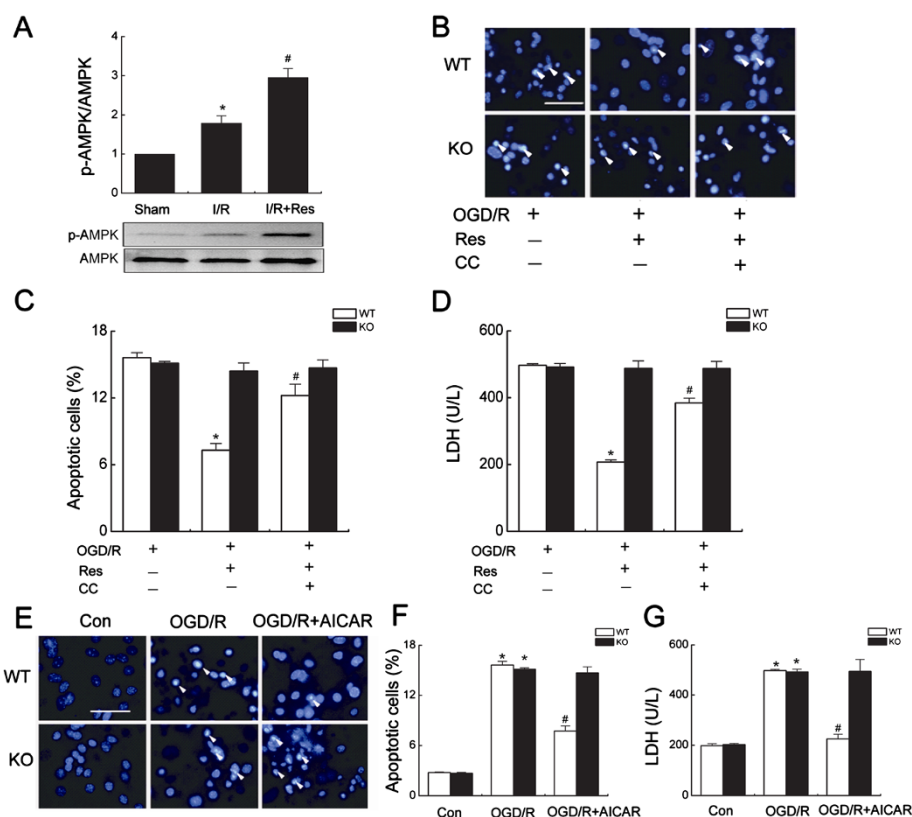 A
p-AMPK/AMPK
4
3
2
1
0
*
#
Sham I/R I/R+Res
p-AMPK
AMPK
B
WT
KO
OGD/R + + +
Res — + +
CC — — +
C
WT
KO
Apoptotic cells (%)
18
12
6
0
*
#
OGD/R + + +
Res — + +
CC — — +
D
WT
KO
LDH (U/L)
600
400
200
0
*
#
OGD/R + + +
Res — + +
CC — — +
E
Con OGD/R OGD/R+AICAR
WT
KO
F
WT
KO
Apoptotic cells (%)
18
12
6
0
* *
#
Con OGD/R OGD/R+AICAR
G
WT
KO
LDH (U/L)
600
400
200
0
* *
#
Con OGD/R OGD/R+AICAR